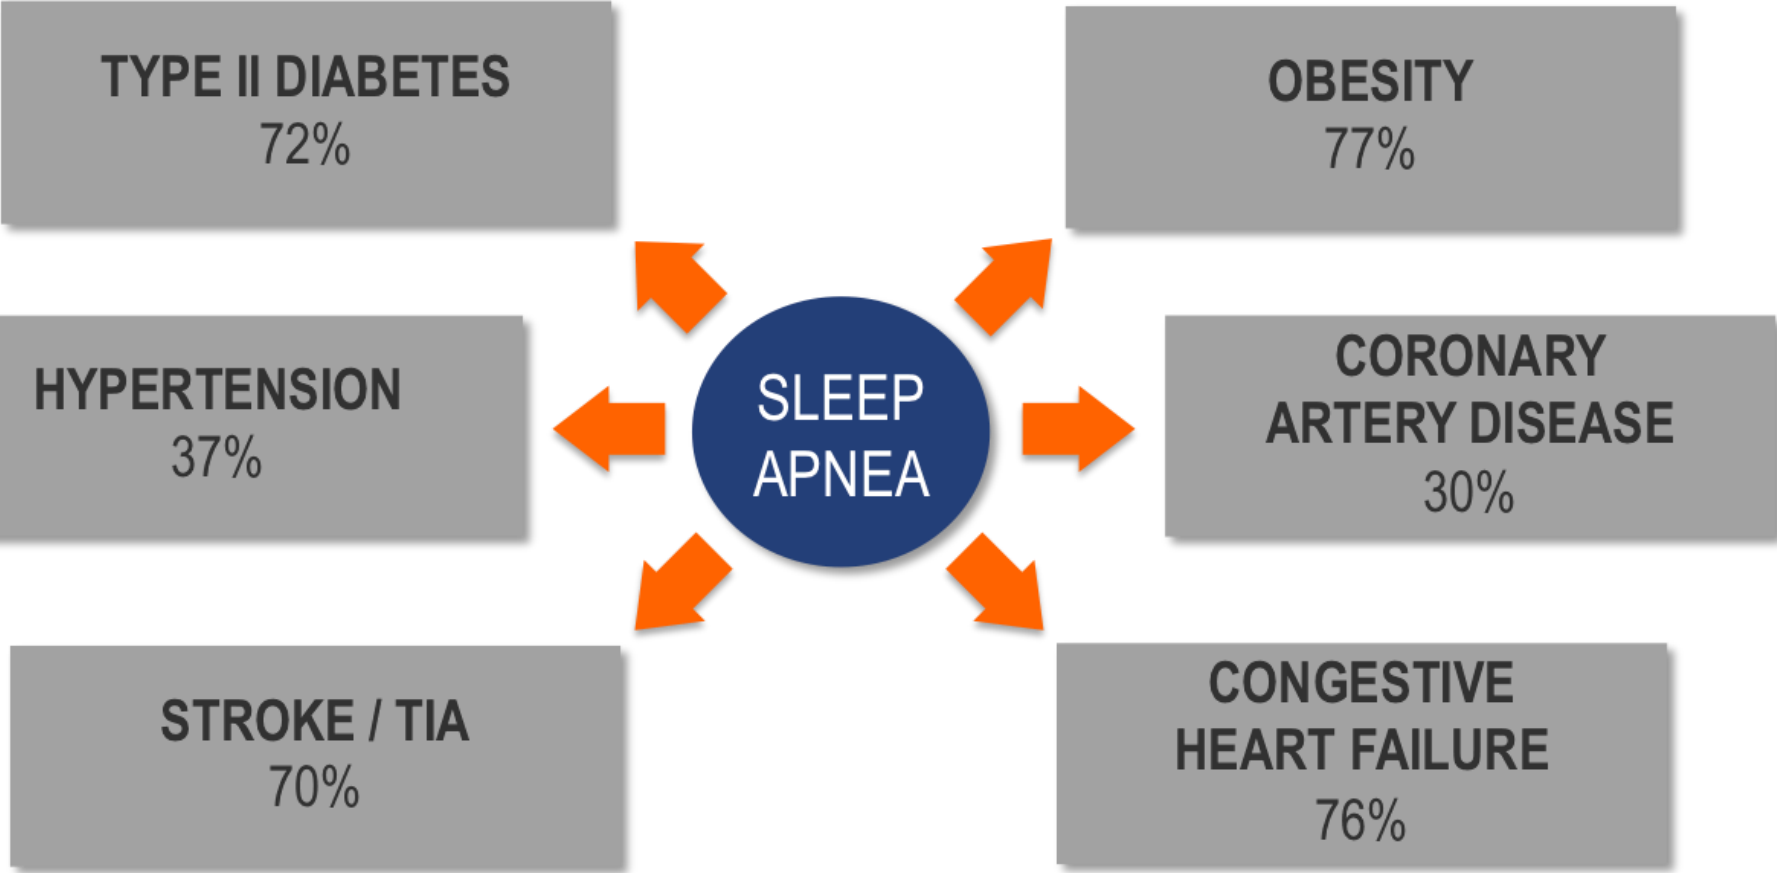 TYPE II DIABETES
72%
OBESITY
77%
HYPERTENSION
37%
SLEEP
APNEA
CORONARY
ARTERY DISEASE
30%
STROKE / TIA
70%
CONGESTIVE
HEART FAILURE
76%